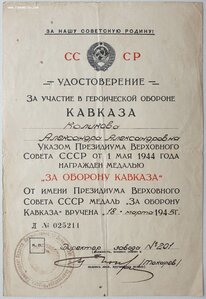 ЗА НАШУ СОВЕТСКУЮ РОДИНУ!
СС СР
УДОСТОВЕРЕНИЕ
ЗА УЧАСТИЕ В ГЕРОИЧЕСКОЙ ОБОРОНЕ
КАВКАЗА
Александра Александровна
УКАЗОМ ПРЕЗИДИУМА ВЕРХОВНОГО
СОВЕТА СССР ОТ 1 МАЯ 1944 ГОДА
НАГРАЖДЕН МЕДАЛЬЮ
„ЗА ОБОРОНУ КАВКАЗА"
ОТ ИМЕНИ ПРЕЗИДИУМА ВЕРХОВНОГО
СОВЕТА СССР МЕДАЛЬ „ЗА ОБОРОНУ
КАВКАЗА" ВРУЧЕНА „18" марта 1945г.
Д № 025211
М. П.
Директор завода № 201
(Токарев)